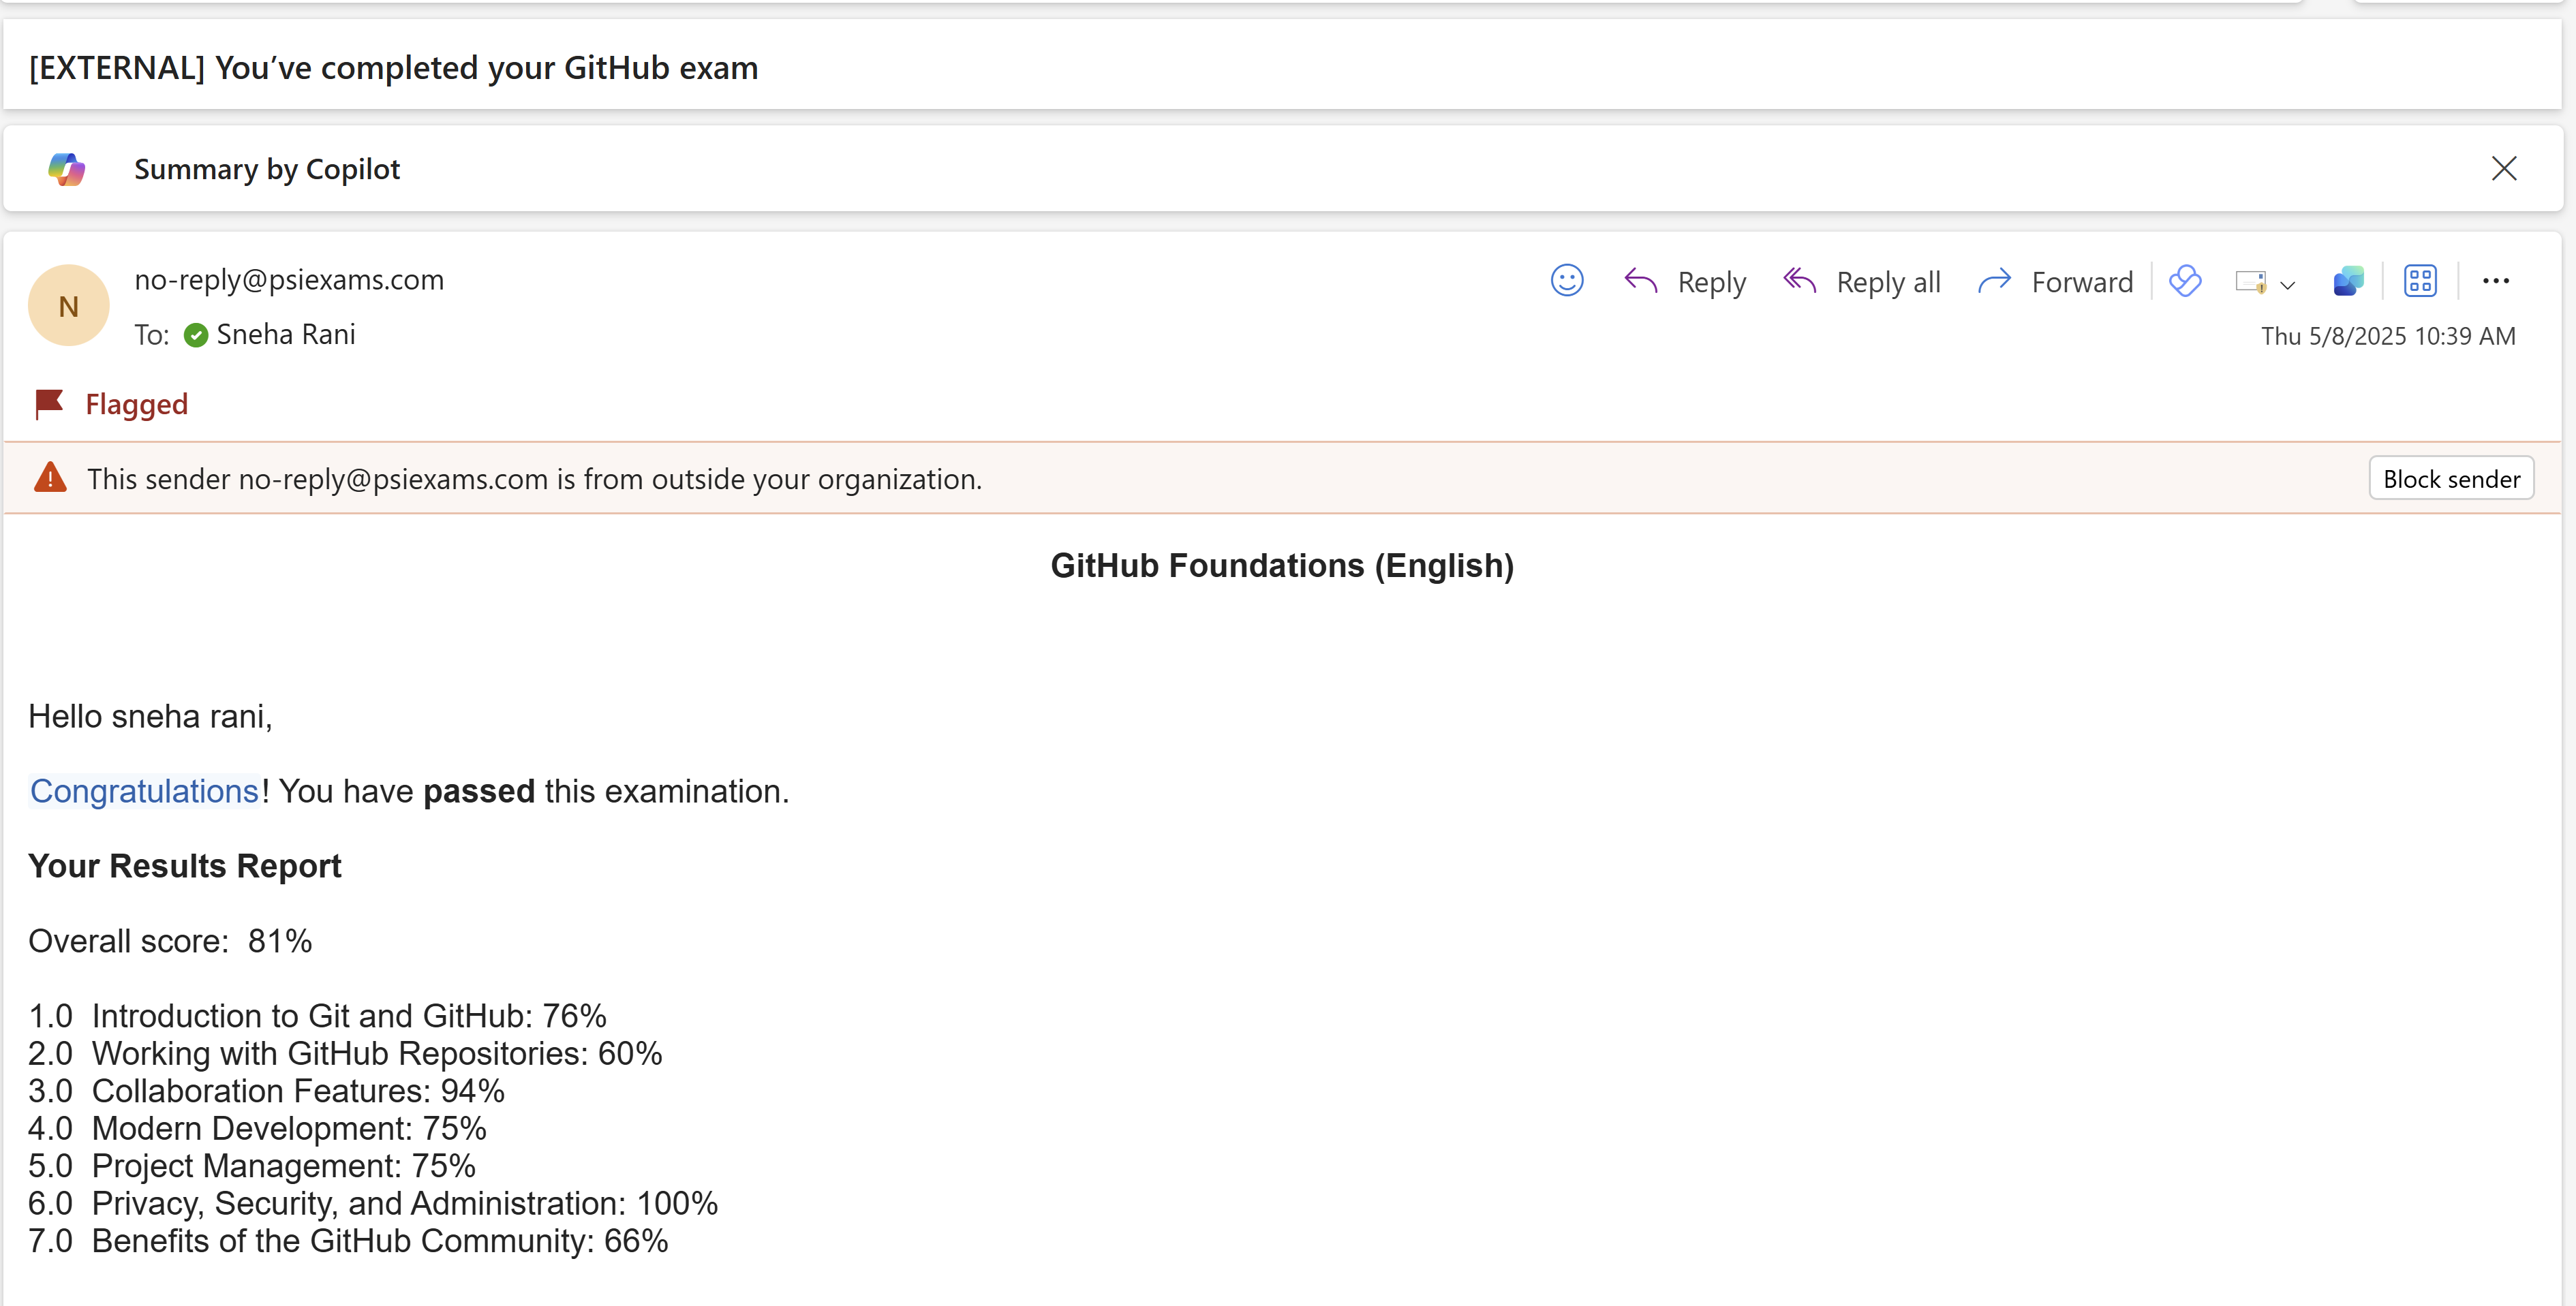 [EXTERNAL] You’ve completed your GitHub exam
Summary by Copilot
N
no-reply@psiexams.com
Reply
Reply all
Forward
To: Sneha Rani
Thu 5/8/2025 10:39 AM
Flagged
This sender no-reply@psiexams.com is from outside your organization.
Block sender
GitHub Foundations (English)
Hello sneha rani,
Congratulations! You have passed this examination.
Your Results Report
Overall score:  81%
1.0  Introduction to Git and GitHub: 76%
2.0  Working with GitHub Repositories: 60%
3.0  Collaboration Features: 94%
4.0  Modern Development: 75%
5.0  Project Management: 75%
6.0  Privacy, Security, and Administration: 100%
7.0  Benefits of the GitHub Community: 66%